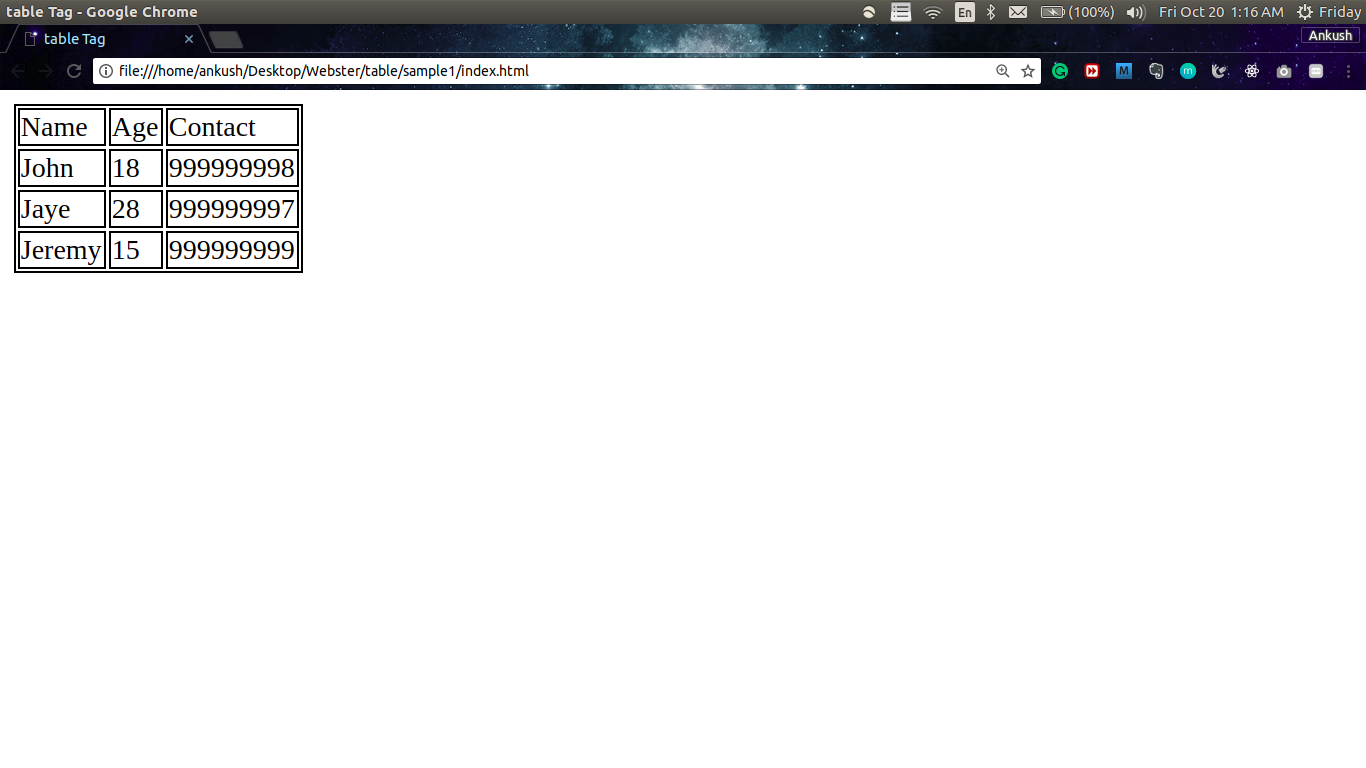 table Tag - Google Chrome En (100%) Fri Oct 20 1:16 AM Friday
table Tag Ankush
file:///home/ankush/Desktop/Webster/table/sample1/index.html M m
Name Age Contact
John 18 999999998
Jaye 28 999999997
Jeremy 15 999999999